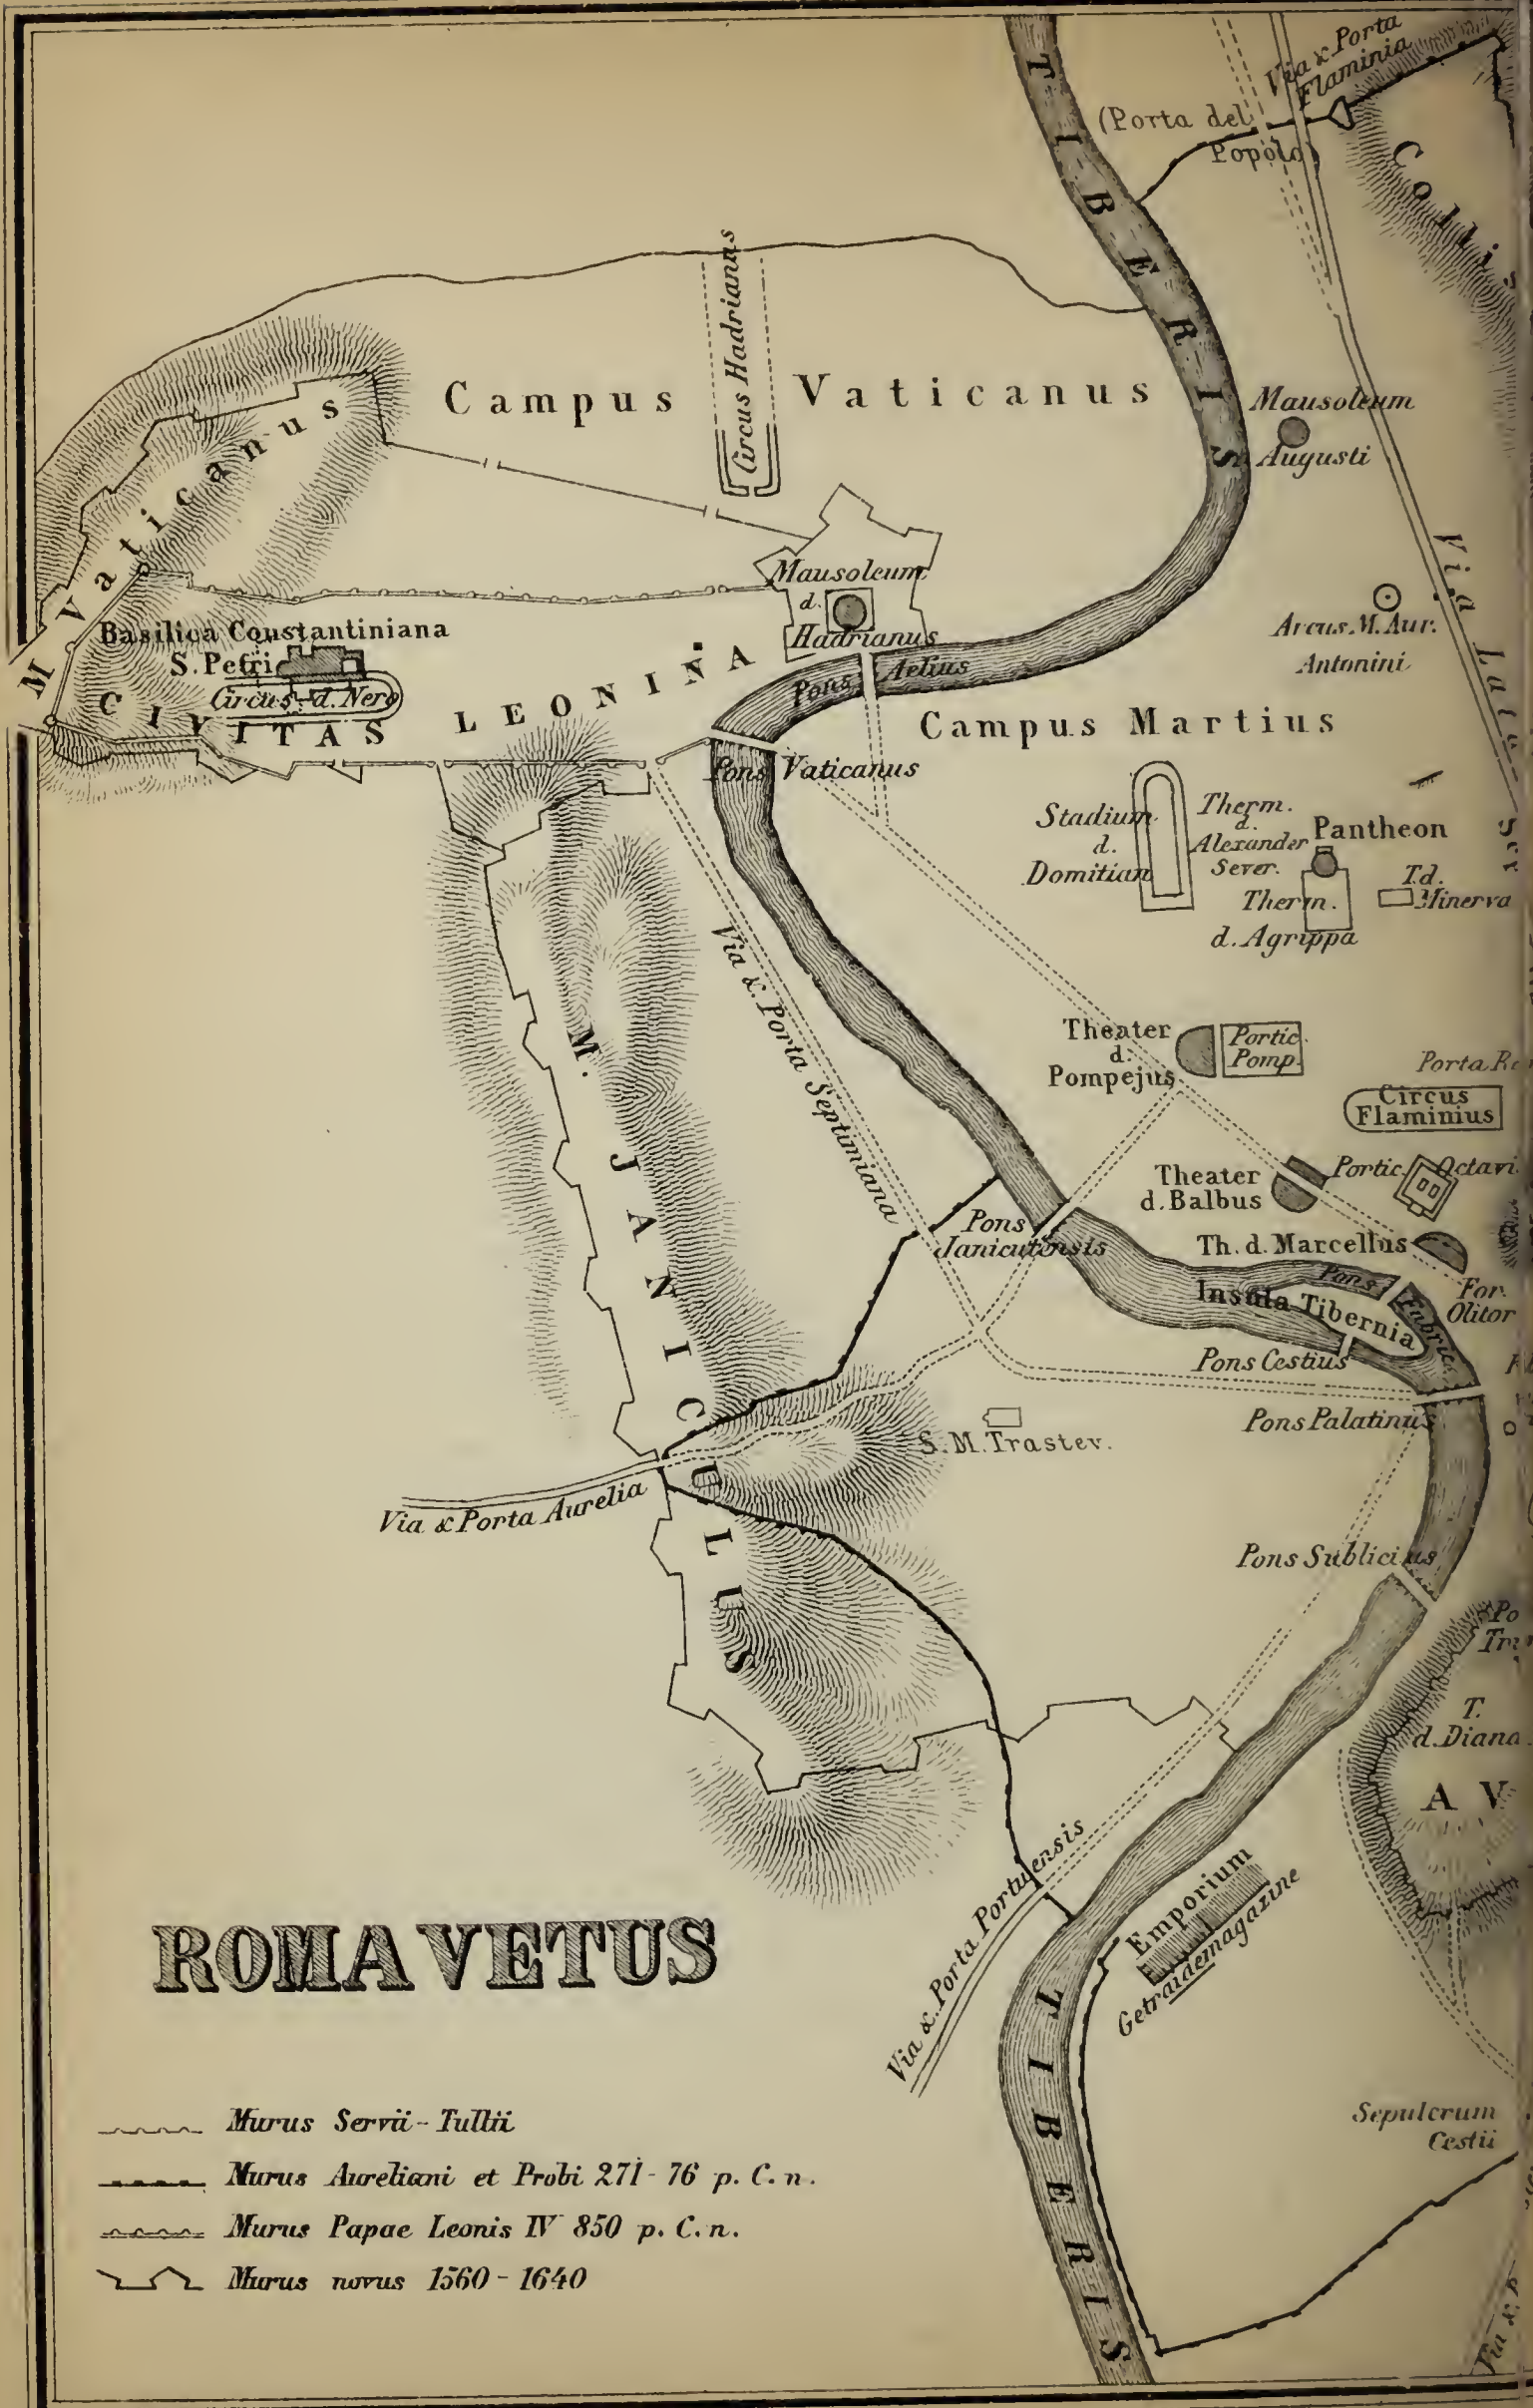 TIBERIS
Via & Porta
Flaminia
(Porta del
Popolo)
Collis
Circus Hadrianus
Campus Vaticanus
Mausoleum
Augusti
M Vaticanus
Via Lata
Mausoleum
d.
Hadrianus
Basilica Constantiniana
S. Petri
Circus d. Nero
CIVITAS LEONINA
Arcus M. Aur.
Antonini
Pons Aelius
Campus Martius
Pons Vaticanus
Stadium
d.
Domitian
Therm.
d.
Alexander
Sever.
Pantheon
T.d.
Minerva
Therm.
d. Agrippa
Via &. Porta Septimiana
M. JANICULUS
Theater
d.
Pompejus
Portic.
Pomp.
Porta
Circus
Flaminius
Theater
d. Balbus
Portic. Octavi
Pons
Janiculensis
Th. d. Marcellus
Pons Fabric.
Insula Tibernia
For.
Olitor
Pons Cestius
Pons Palatinus
S. M. Trastev.
Via & Porta Aurelia
Pons Sublicius
Po
T.
d. Diana
AV
Via &. Porta Portuensis
Emporium
Getraidemagazine
ROMA VETUS
TIBERIS
Sepulcrum
Cestii
Murus Servii-Tullii
Murus Aureliani et Probi 271-76 p. C. n.
Murus Papae Leonis IV 850 p. C. n.
Murus novus 1560-1640
Via &